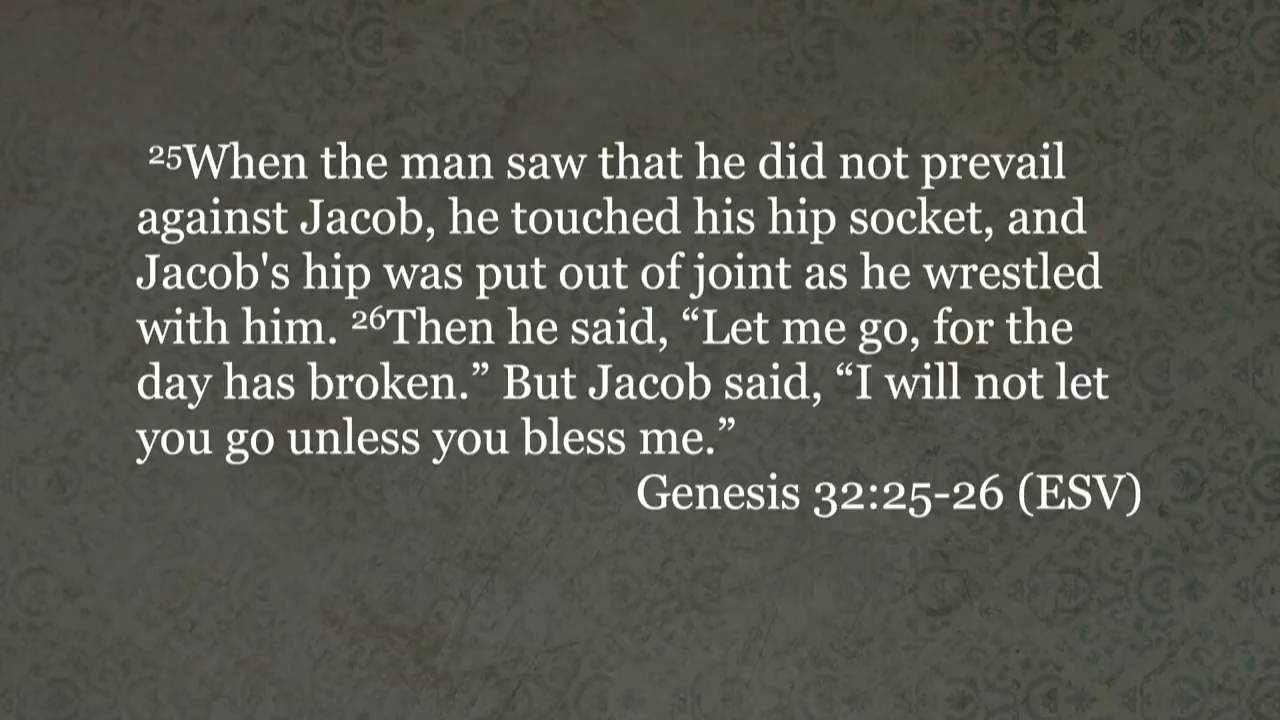 ²⁵When the man saw that he did not prevail
against Jacob, he touched his hip socket, and
Jacob's hip was put out of joint as he wrestled
with him. ²⁶Then he said, “Let me go, for the
day has broken.” But Jacob said, “I will not let
you go unless you bless me.”
Genesis 32:25-26 (ESV)